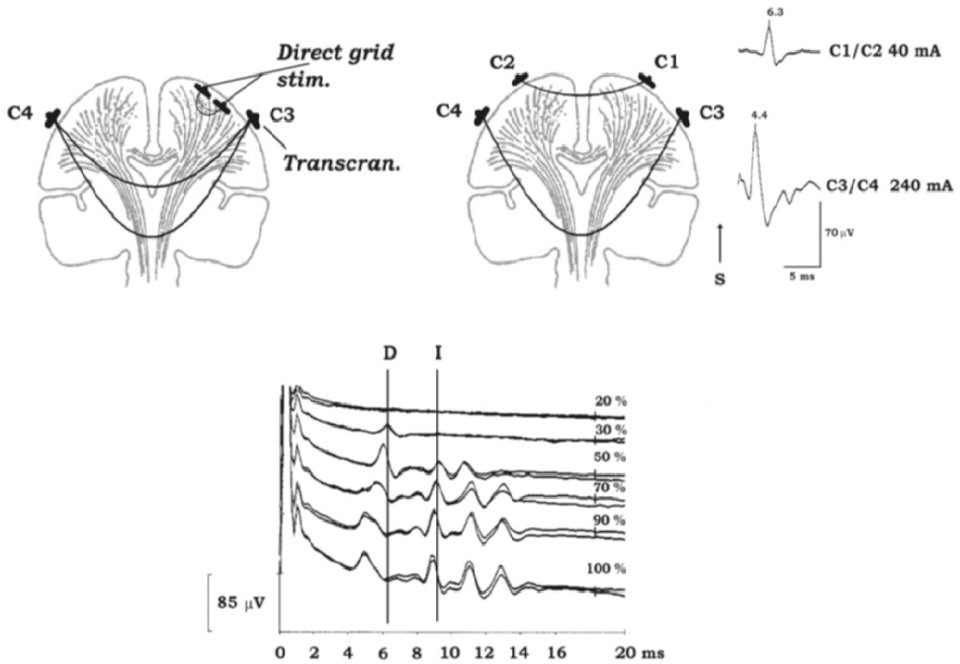 Direct grid
stim.
C4
C3
Transcran.
C2
C1
C4
C3
6.3
C1/C2 40 mA
4.4
C3/C4 240 mA
70 µV
5 ms
S
D
I
20 %
30 %
50 %
70 %
90 %
100 %
85 µV
0 2 4 6 8 10 12 14 16 20 ms